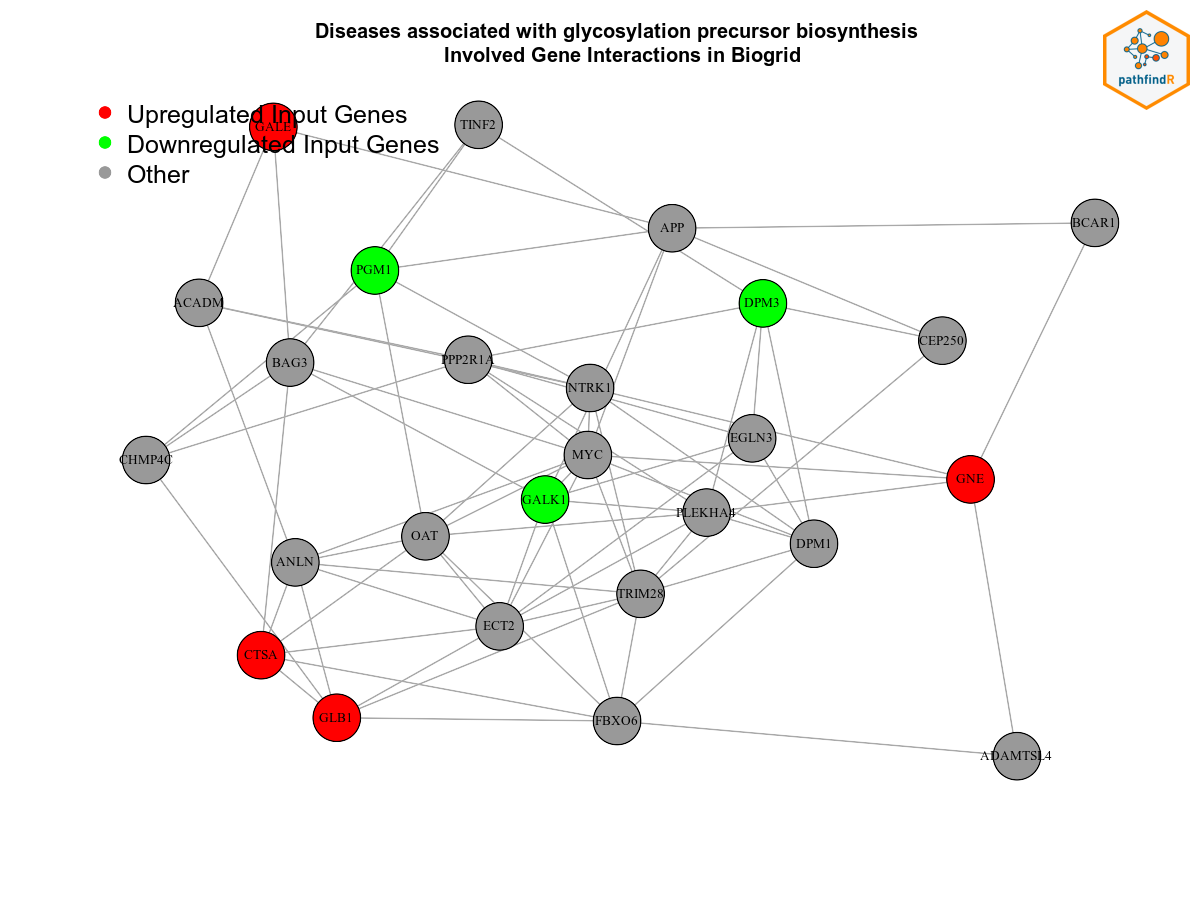 Diseases associated with glycosylation precursor biosynthesis
Involved Gene Interactions in Biogrid
pathfindR
Upregulated Input Genes
Downregulated Input Genes
Other
GALE
TINF2
APP
BCAR1
PGM1
ACADM
DPM3
CEP250
BAG3
PPP2R1A
NTRK1
EGLN3
MYC
CHMP4C
GNE
GALK1
PLEKHA4
OAT
DPM1
ANLN
TRIM28
ECT2
CTSA
GLB1
FBXO6
ADAMTSL4